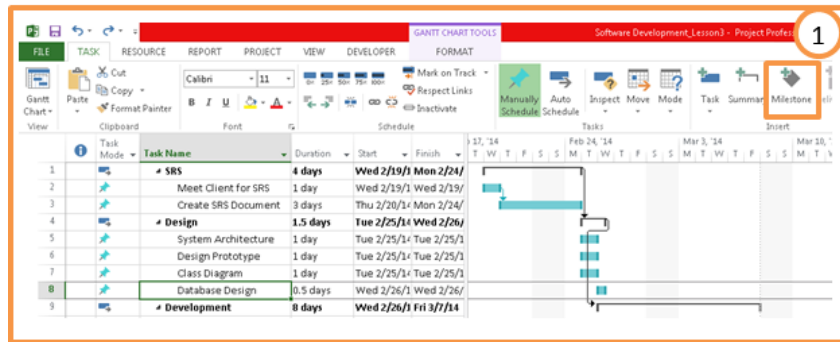 GANTT CHART TOOLS
Software Development_Lesson3 - Project Profess
1
FILE TASK RESOURCE REPORT PROJECT VIEW DEVELOPER FORMAT
Gantt Chart
Paste
Cut
Copy
Format Painter
Calibri 11
B I U A
0% 25% 50% 75% 100%
Mark on Track
Respect Links
Inactivate
Manually Schedule
Auto Schedule
Inspect Move Mode Task Summar Milestone
View Clipboard Font Schedule Tasks Insert
Task Mode Task Name Duration Start Finish
17, '14 Feb 24, '14 Mar 3, '14 Mar 10,
T W T F S S M T W T F S S M T W T F S S M T W
1 SRS 4 days Wed 2/19/1 Mon 2/24/
2 Meet Client for SRS 1 day Wed 2/19/1 Wed 2/19/
3 Create SRS Document 3 days Thu 2/20/14 Mon 2/24/
4 Design 1.5 days Tue 2/25/14 Wed 2/26/
5 System Architecture 1 day Tue 2/25/14 Tue 2/25/1
6 Design Prototype 1 day Tue 2/25/14 Tue 2/25/1
7 Class Diagram 1 day Tue 2/25/14 Tue 2/25/1
8 Database Design 0.5 days Wed 2/26/1 Wed 2/26/
9 Development 8 days Wed 2/26/1 Fri 3/7/14